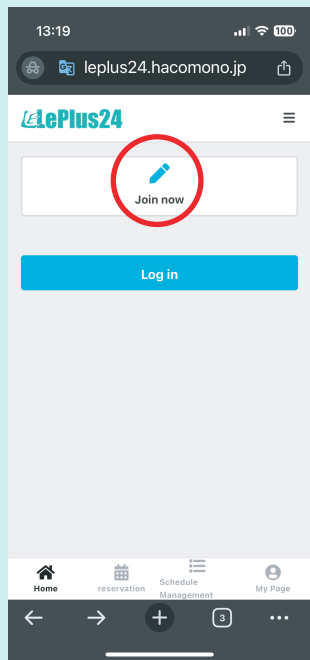 13:19
100
leplus24.hacomono.jp
LePlus24
Join now
Log in
Home
reservation
Schedule
Management
My Page
3